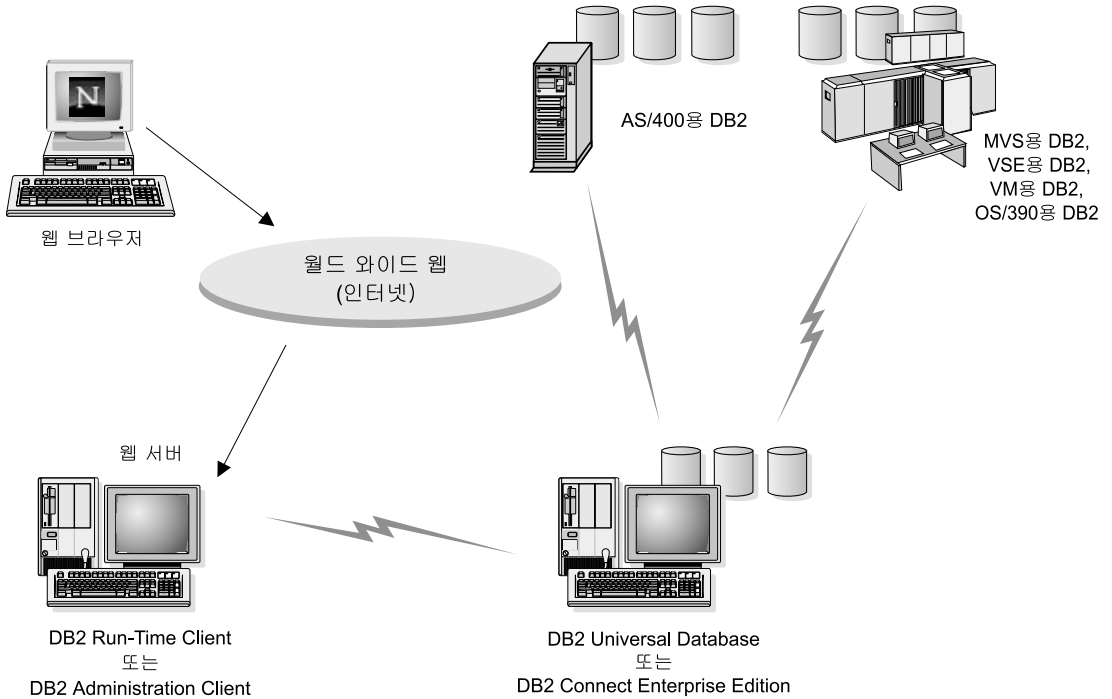 N
AS/400용 DB2
MVS용 DB2,
VSE용 DB2,
VM용 DB2,
OS/390용 DB2
웹 브라우저
월드 와이드 웹
(인터넷)
웹 서버
DB2 Run-Time Client
또는
DB2 Administration Client
DB2 Universal Database
또는
DB2 Connect Enterprise Edition